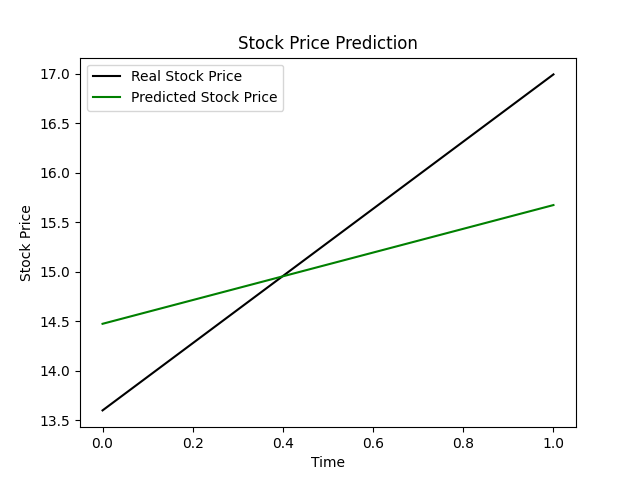 Stock Price Prediction
Real Stock Price
Predicted Stock Price
17.0
16.5
16.0
15.5
15.0
14.5
14.0
13.5
Stock Price
0.0 0.2 0.4 0.6 0.8 1.0
Time